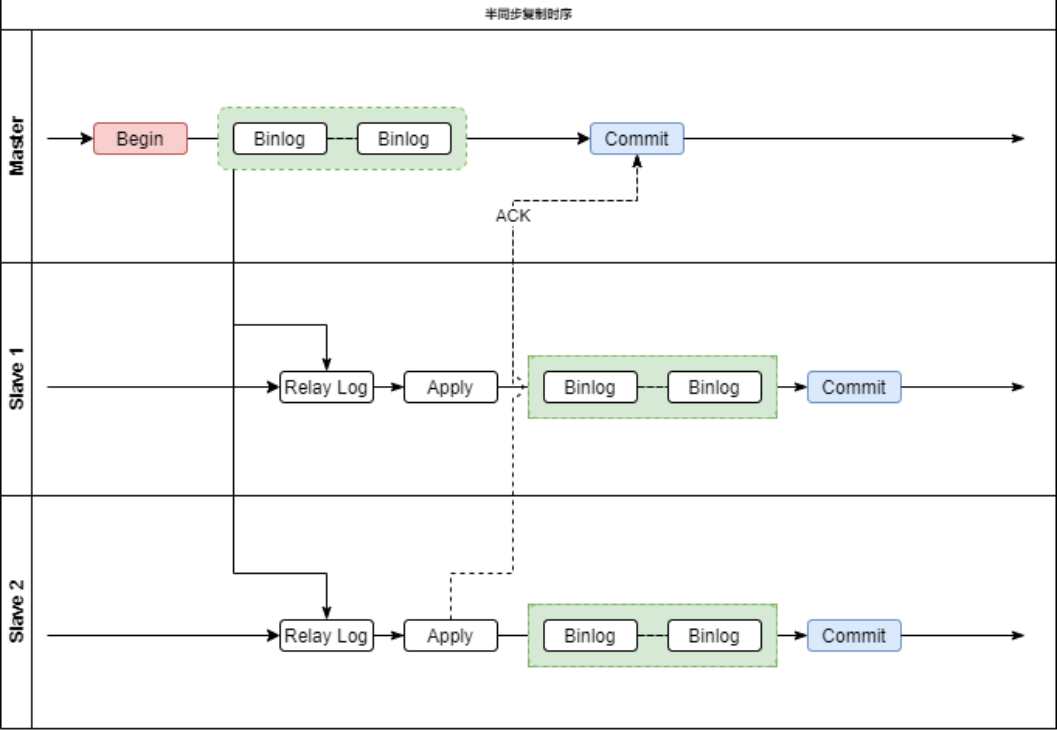 半同步复制时序
Master
Begin
Binlog
Binlog
Commit
ACK
Slave 1
Relay Log
Apply
Binlog
Binlog
Commit
Slave 2
Relay Log
Apply
Binlog
Binlog
Commit